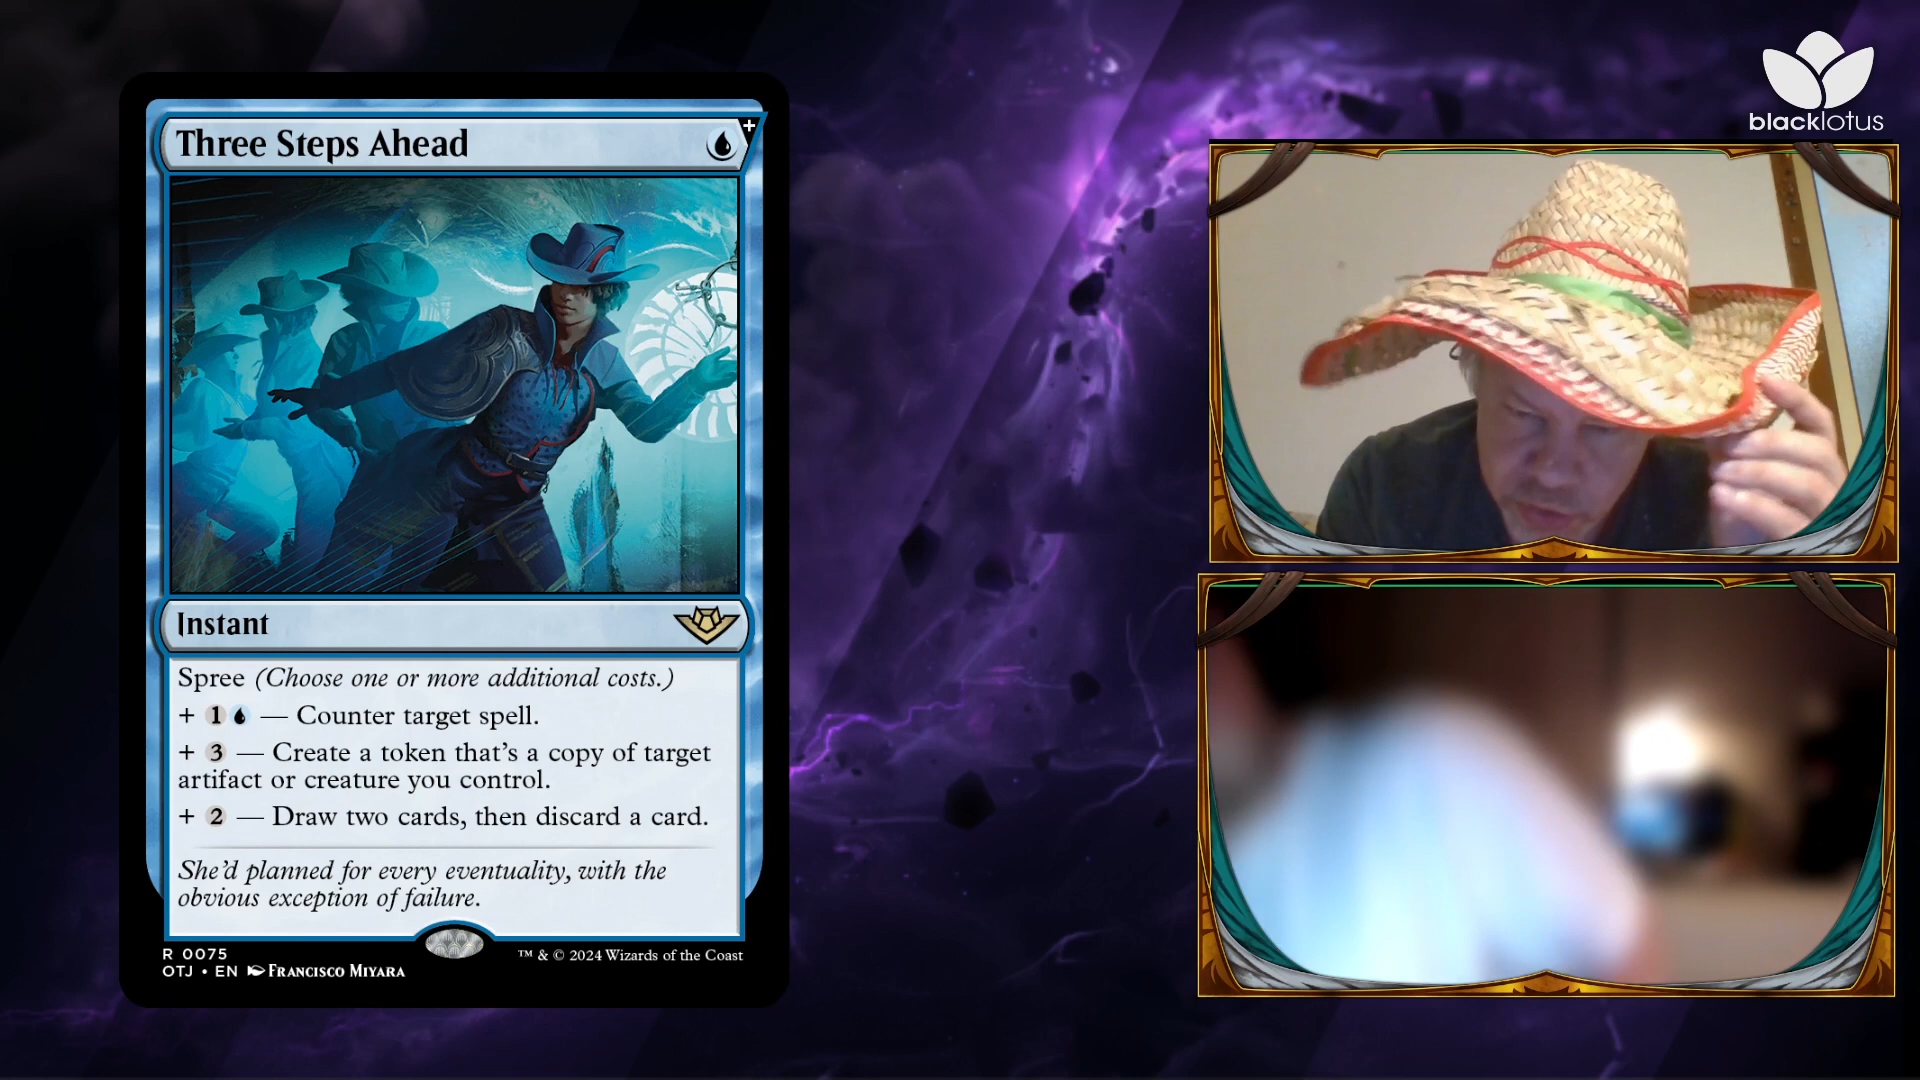 Three Steps Ahead
Instant
Spree (Choose one or more additional costs.)
+ 1 — Counter target spell.
+ 3 — Create a token that's a copy of target
artifact or creature you control.
+ 2 — Draw two cards, then discard a card.
She'd planned for every eventuality, with the
obvious exception of failure.
R 0075
OTJ • EN Francisco Miyara
™ & © 2024 Wizards of the Coast
blacklotus